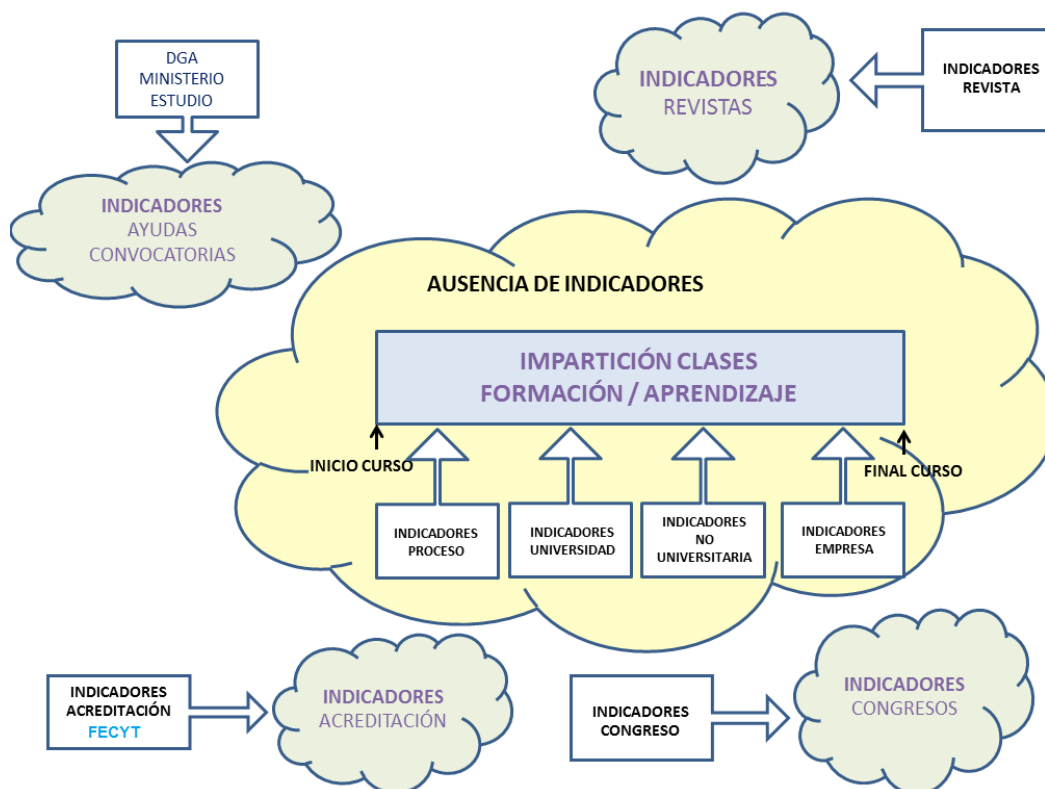 DGA
MINISTERIO
ESTUDIO
INDICADORES
AYUDAS
CONVOCATORIAS
INDICADORES
REVISTAS
INDICADORES
REVISTA
AUSENCIA DE INDICADORES
IMPARTICIÓN CLASES
FORMACIÓN / APRENDIZAJE
INICIO CURSO
FINAL CURSO
INDICADORES
PROCESO
INDICADORES
UNIVERSIDAD
INDICADORES
NO
UNIVERSITARIA
INDICADORES
EMPRESA
INDICADORES
ACREDITACIÓN
FECYT
INDICADORES
ACREDITACIÓN
INDICADORES
CONGRESO
INDICADORES
CONGRESOS